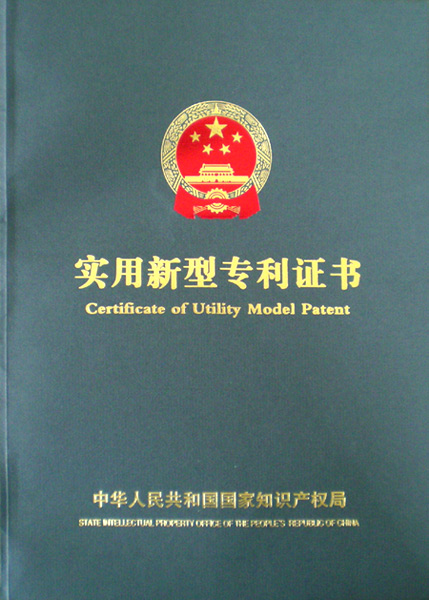 实用新型专利证书
Certificate of Utility Model Patent
中华人民共和国国家知识产权局
STATE INTELLECTUAL PROPERTY OFFICE OF THE PEOPLE'S REPUBLIC OF CHINA